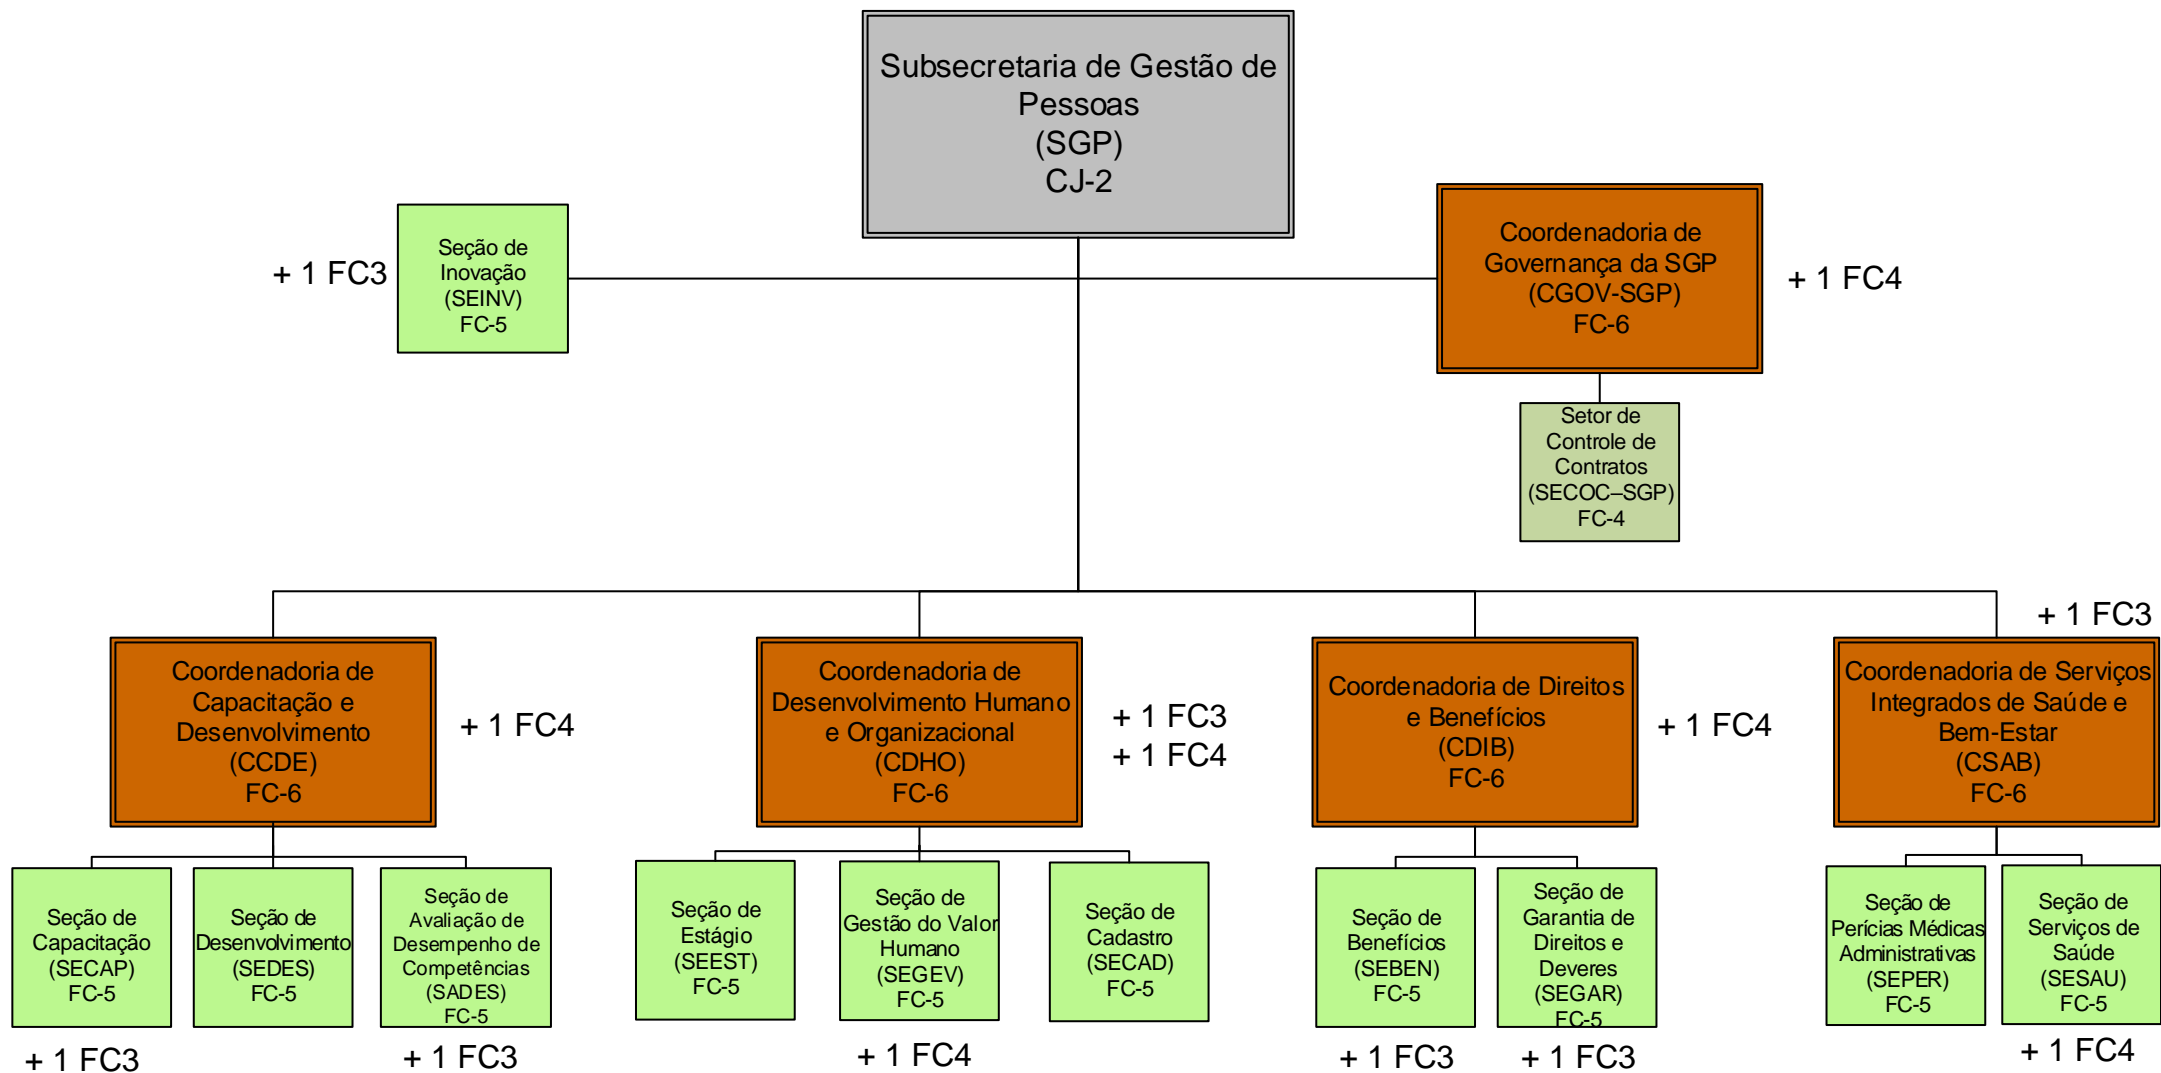 Subsecretaria de Gestão de
Pessoas
(SGP)
CJ-2
+ 1 FC3
Seção de
Inovação
(SEINV)
FC-5
Coordenadoria de
Governança da SGP
(CGOV-SGP)
FC-6
+ 1 FC4
Setor de
Controle de
Contratos
(SECOC–SGP)
FC-4
Coordenadoria de
Capacitação e
Desenvolvimento
(CCDE)
FC-6
+ 1 FC4
Coordenadoria de
Desenvolvimento Humano
e Organizacional
(CDHO)
FC-6
+ 1 FC3
+ 1 FC4
Coordenadoria de Direitos
e Benefícios
(CDIB)
FC-6
+ 1 FC4
+ 1 FC3
Coordenadoria de Serviços
Integrados de Saúde e
Bem-Estar
(CSAB)
FC-6
Seção de
Capacitação
(SECAP)
FC-5
+ 1 FC3
Seção de
Desenvolvimento
(SEDES)
FC-5
Seção de
Avaliação de
Desempenho de
Competências
(SADES)
FC-5
+ 1 FC3
Seção de
Estágio
(SEEST)
FC-5
Seção de
Gestão do Valor
Humano
(SEGEV)
FC-5
+ 1 FC4
Seção de
Cadastro
(SECAD)
FC-5
Seção de
Benefícios
(SEBEN)
FC-5
+ 1 FC3
Seção de
Garantia de
Direitos e
Deveres
(SEGAR)
FC-5
+ 1 FC3
Seção de
Perícias Médicas
Administrativas
(SEPER)
FC-5
Seção de
Serviços de
Saúde
(SESAU)
FC-5
+ 1 FC4